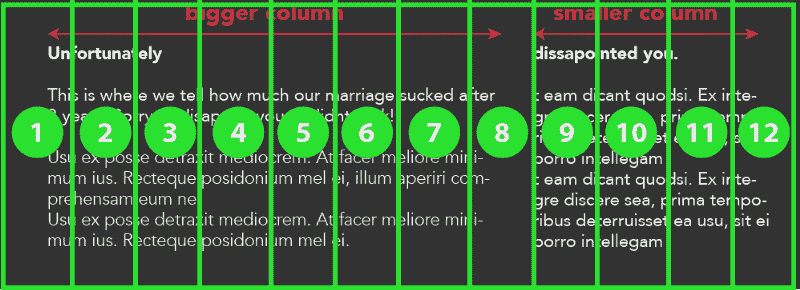 bigger column
Unfortunately
This is where we tell how much our marriage sucked after
Usu ex posse detraxit mediocrem. At facer meliore mini-
mum ius. Recteque posidonium mel ei, illum aperiri com-
prehensam eum ne
Usu ex posse detraxit mediocrem. At facer meliore mini-
mum ius. Recteque posidonium mel ei.
smaller column
dissapointed you.
t eam dicant quodsi. Ex inte-
gre prima
ea usu,
porro intellegam
t eam dicant quodsi. Ex inte-
gre discere sea, prima tempo-
ribus deterruisset ea usu, sit ei
porro intellegam
1 2 3 4 5 6 7 8 9 10 11 12